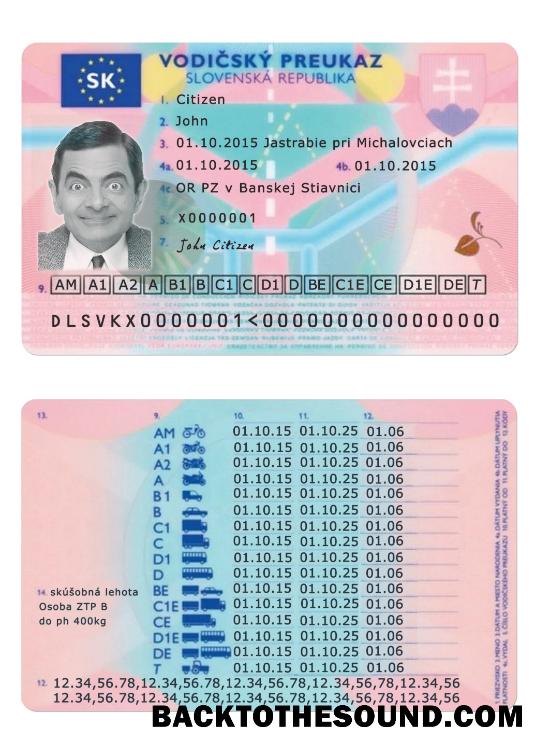 SK
VODIČSKÝ PREUKAZ
SLOVENSKÁ REPUBLIKA
1. Citizen
2. John
3. 01.10.2015 Jastrabie pri Michalovciach
4a. 01.10.2015 4b. 01.10.2015
4c. OR PZ v Banskej Stiavnici
5. X0000001
7. John Citizen
9. AM A1 A2 A B1 B C1 C D1 D BE C1E CE D1E DE T
DLSVKX0000001<0000000000000000
13. 9. 10. 11. 12.
AM 01.10.15 01.10.25 01.06
A1 01.10.15 01.10.25 01.06
A2 01.10.15 01.10.25 01.06
A 01.10.15 01.10.25 01.06
B1 01.10.15 01.10.25 01.06
B 01.10.15 01.10.25 01.06
C1 01.10.15 01.10.25 01.06
C 01.10.15 01.10.25 01.06
D1 01.10.15 01.10.25 01.06
D 01.10.15 01.10.25 01.06
BE 01.10.15 01.10.25 01.06
C1E 01.10.15 01.10.25 01.06
CE 01.10.15 01.10.25 01.06
D1E 01.10.15 01.10.25 01.06
DE 01.10.15 01.10.25 01.06
T 01.10.15 01.10.25 01.06
14. skúšobná lehota
Osoba ZTP B
do ph 400kg
12. 12.34,56.78,12.34,56.78,12.34,56.78,12.34,56
12.34,56.78,12.34,56.78,12.34,56.78,12.34,56
1. PRIEZVISKO 2. MENO 3. DÁTUM A MIESTO NARODENIA 4a. DÁTUM VYDANIA 4b. DÁTUM UPLYNUTIA
PLATNOSTI 4c. VYDAL 5. ČÍSLO VODIČSKÉHO PREUKAZU 10. PLATNÝ OD 11. PLATNÝ DO 12. KÓDY
BACKTOTHESOUND.COM